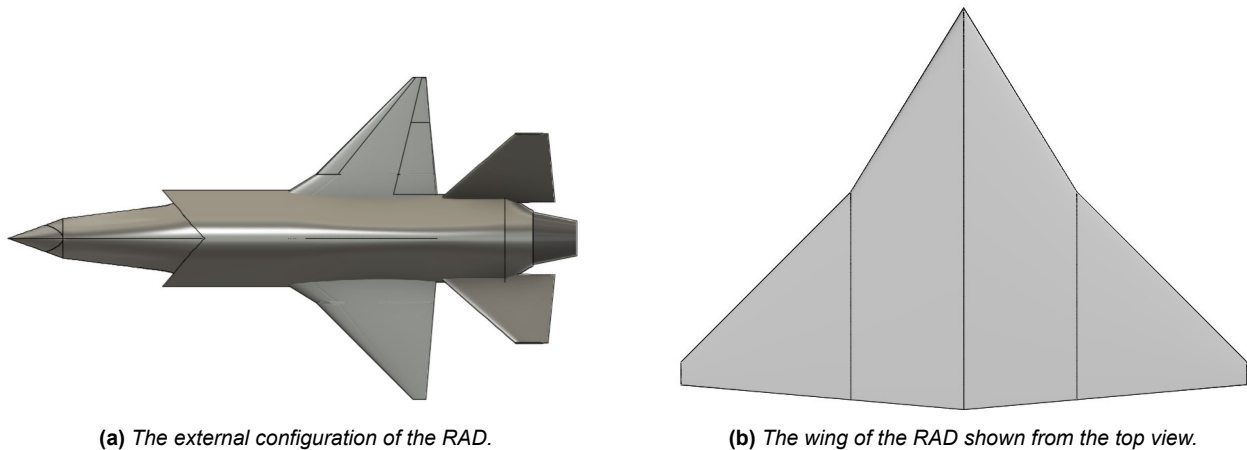 (a) The external configuration of the RAD.
(b) The wing of the RAD shown from the top view.